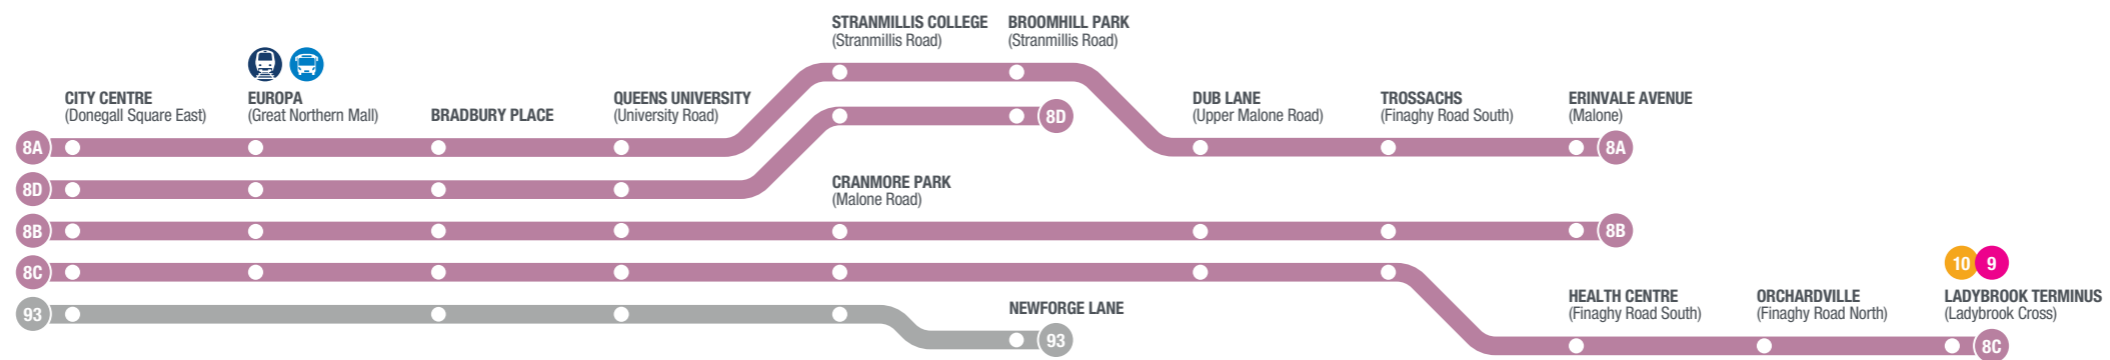 STRANMILLIS COLLEGE
(Stranmillis Road)
BROOMHILL PARK
(Stranmillis Road)
CITY CENTRE
(Donegall Square East)
EUROPA
(Great Northern Mall)
BRADBURY PLACE
QUEENS UNIVERSITY
(University Road)
DUB LANE
(Upper Malone Road)
TROSSACHS
(Finaghy Road South)
ERINVALE AVENUE
(Malone)
8D
8A
8A
8D
CRANMORE PARK
(Malone Road)
8B
8B
8C
10
9
93
NEWFORGE LANE
93
HEALTH CENTRE
(Finaghy Road South)
ORCHARDVILLE
(Finaghy Road North)
LADYBROOK TERMINUS
(Ladybrook Cross)
8C